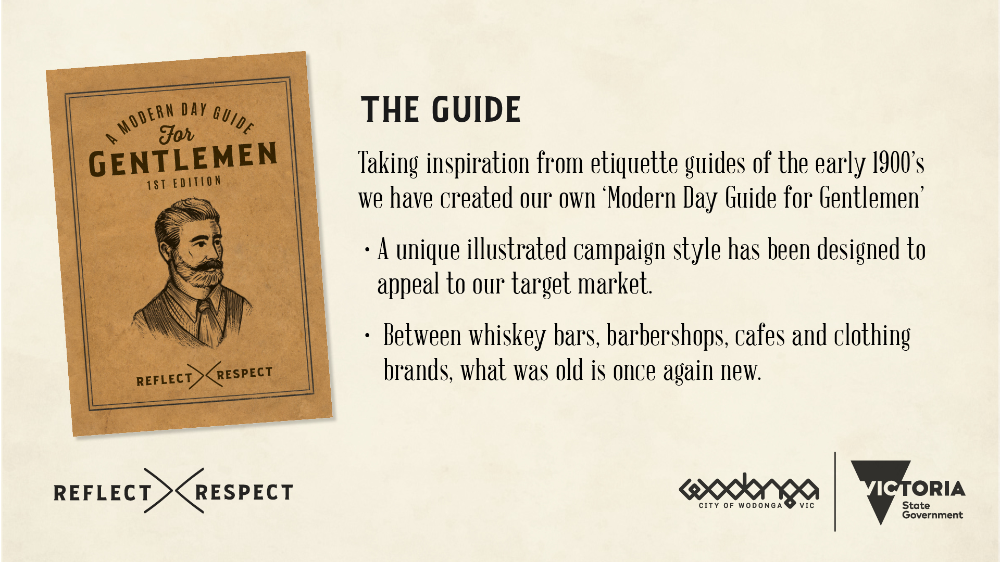 A MODERN DAY GUIDE
For
GENTLEMEN
1ST EDITION
REFLECT RESPECT
THE GUIDE
Taking inspiration from etiquette guides of the early 1900's
we have created our own ‘Modern Day Guide for Gentlemen’
• A unique illustrated campaign style has been designed to
appeal to our target market.
• Between whiskey bars, barbershops, cafes and clothing
brands, what was old is once again new.
REFLECT RESPECT
wodonga
CITY OF WODONGA VIC
VICTORIA
State
Government